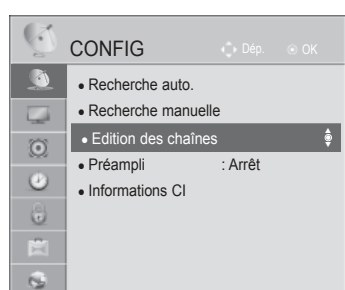 CONFIG Dép. OK
• Recherche auto.
• Recherche manuelle
• Edition des chaînes
• Préampli : Arrêt
• Informations CI